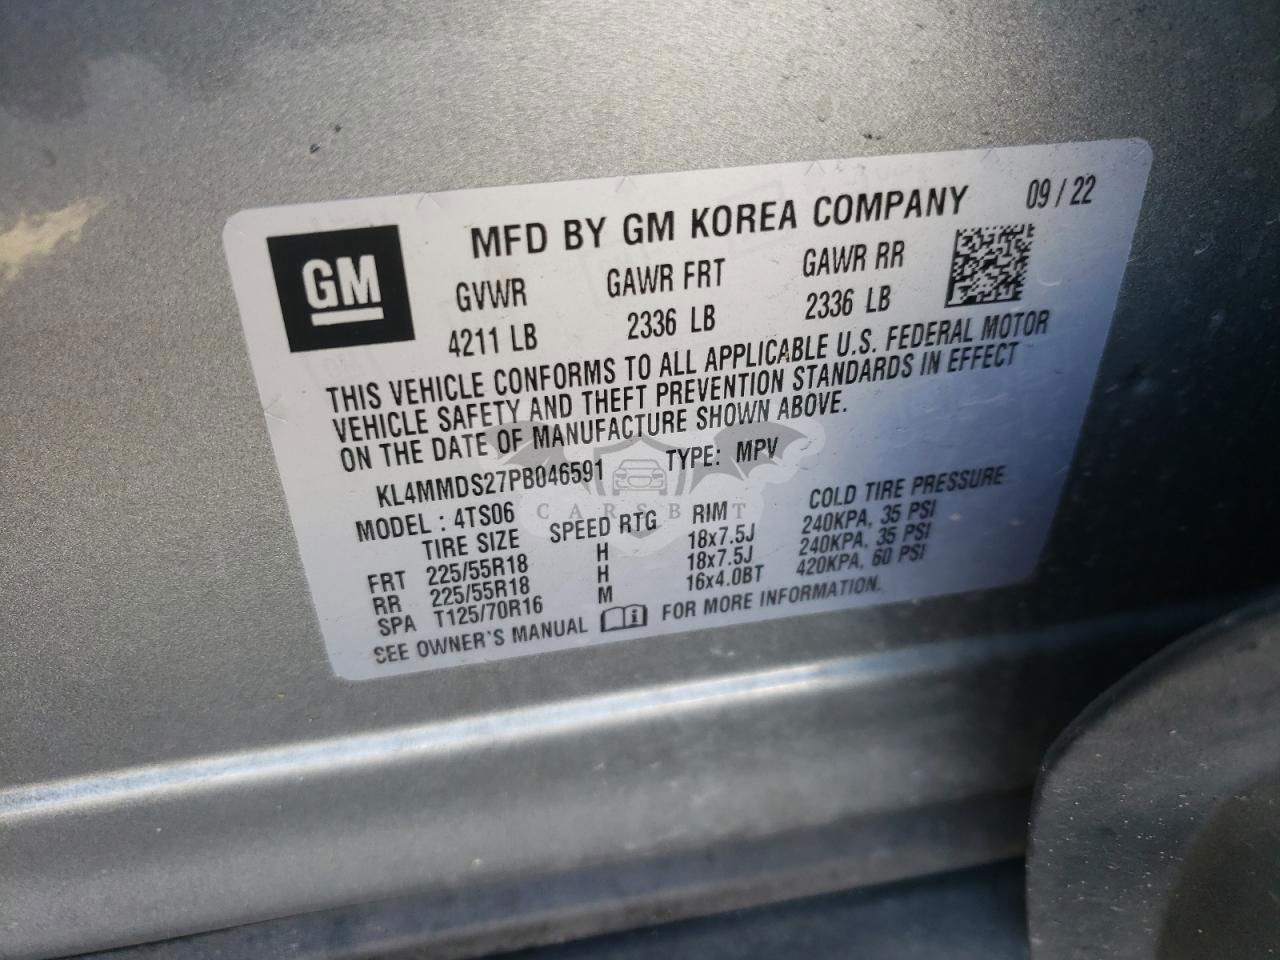 MFD BY GM KOREA COMPANY 09 / 22
GM
GVWR GAWR FRT GAWR RR
4211 LB 2336 LB 2336 LB
THIS VEHICLE CONFORMS TO ALL APPLICABLE U.S. FEDERAL MOTOR
VEHICLE SAFETY AND THEFT PREVENTION STANDARDS IN EFFECT
ON THE DATE OF MANUFACTURE SHOWN ABOVE.
KL4MMDS27PB046591 TYPE: MPV
CARSBAT
MODEL : 4TS06
TIRE SIZE SPEED RTG RIM COLD TIRE PRESSURE
FRT 225/55R18 H 18x7.5J 240KPA, 35 PSI
RR 225/55R18 H 18x7.5J 240KPA, 35 PSI
SPA T125/70R16 M 16x4.0BT 420KPA, 60 PSI
SEE OWNER'S MANUAL FOR MORE INFORMATION.